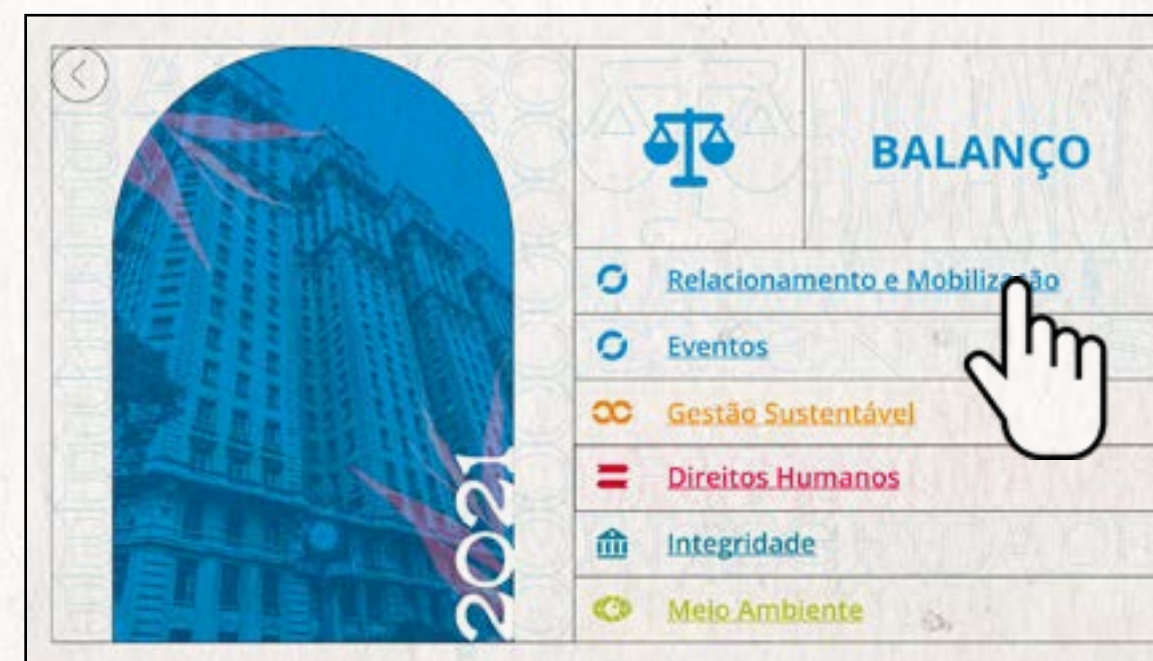 BALANÇO
Relacionamento e Mobilização
Eventos
Gestão Sustentável
Direitos Humanos
Integridade
Meio Ambiente
2021